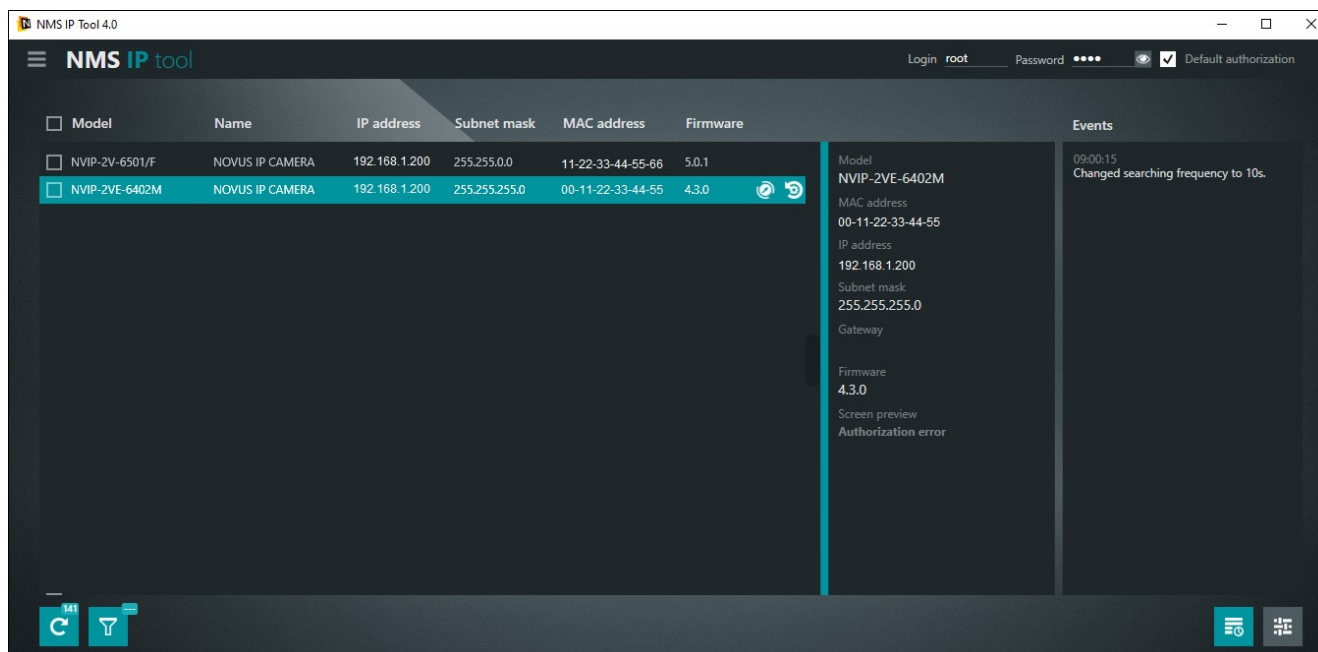 NMS IP Tool 4.0
NMS IP tool
Login root Password •••• Default authorization
Model Name IP address Subnet mask MAC address Firmware
NVIP-2V-6501/F NOVUS IP CAMERA 192.168.1.200 255.255.0.0 11-22-33-44-55-66 5.0.1
NVIP-2VE-6402M NOVUS IP CAMERA 192.168.1.200 255.255.255.0 00-11-22-33-44-55 4.3.0
Model
NVIP-2VE-6402M
MAC address
00-11-22-33-44-55
IP address
192.168.1.200
Subnet mask
255.255.255.0
Gateway
Firmware
4.3.0
Screen preview
Authorization error
Events
09:00:15
Changed searching frequency to 10s.
141
---